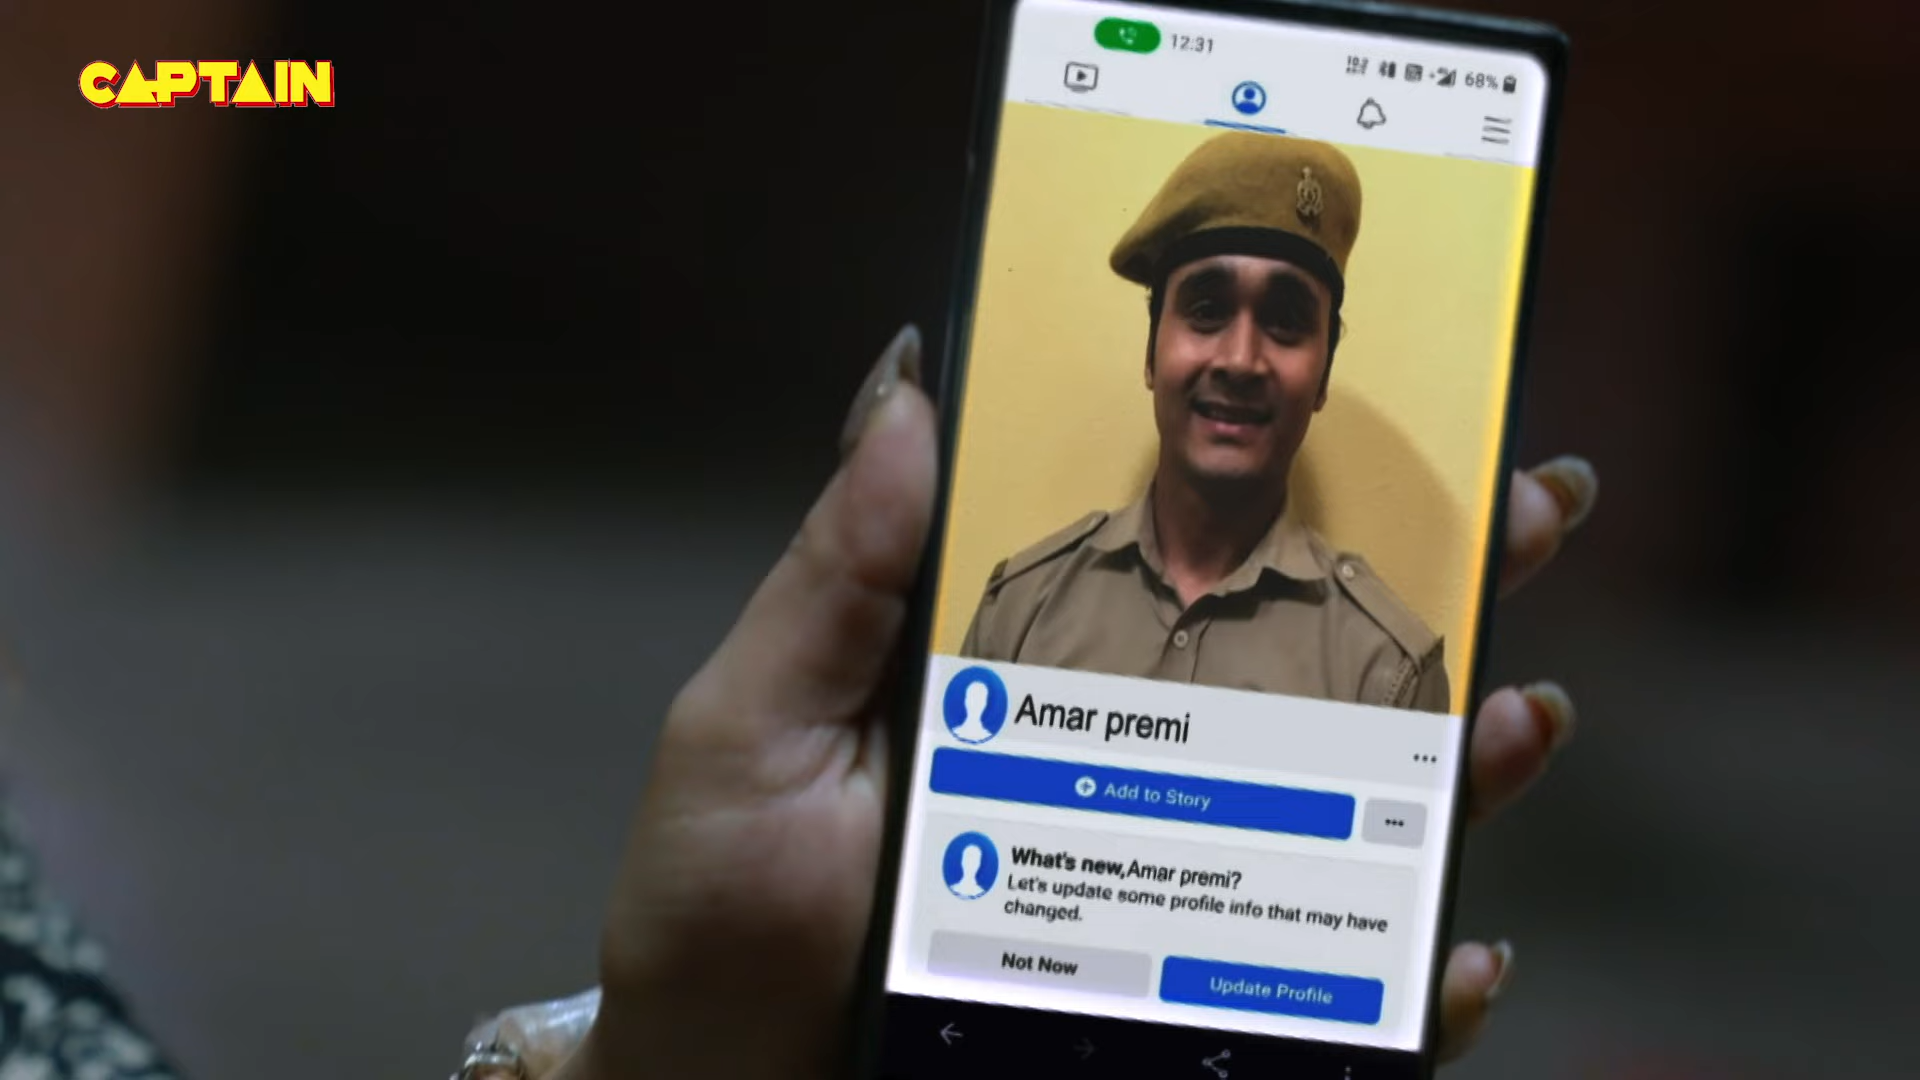 CAPTAIN
12:31
68%
Amar premi
Add to Story
What's new,Amar premi?
Let's update some profile info that may have
changed.
Not Now
Update Profile